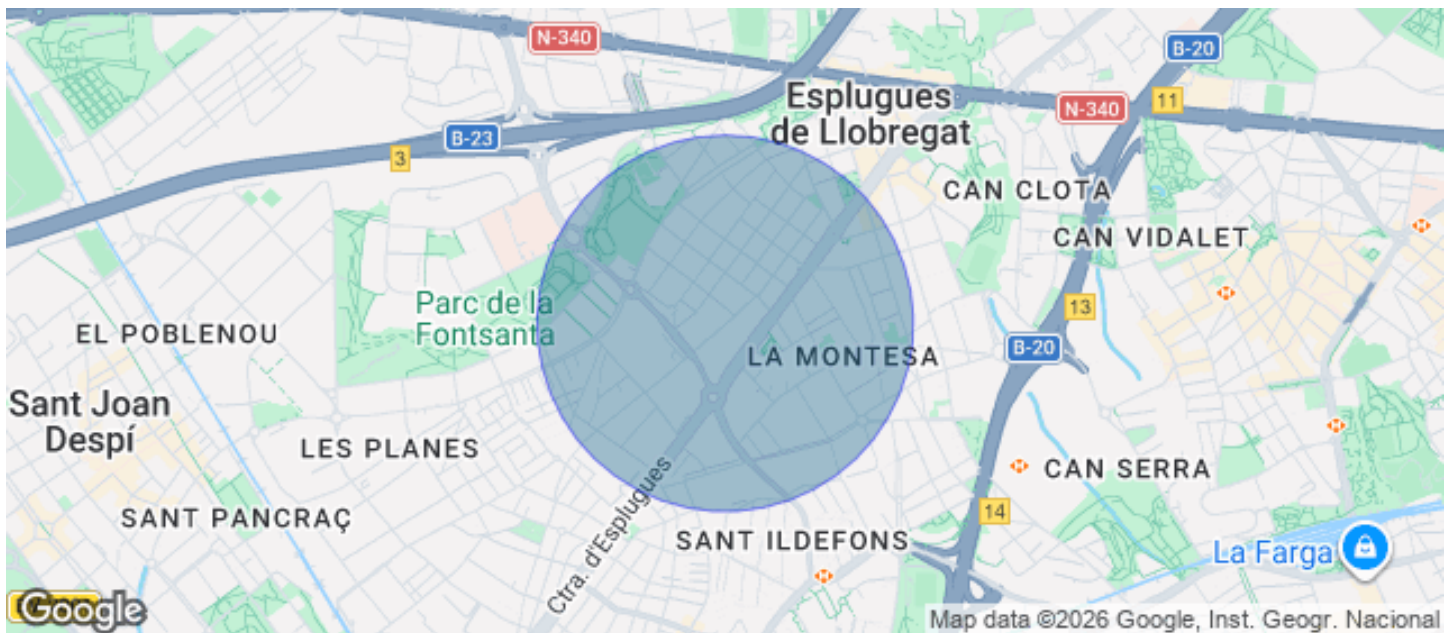 N-340
B-20
Esplugues
de Llobregat
11
N-340
B-23
3
CAN CLOTA
CAN VIDALET
Parc de la
Fontsanta
13
EL POBLENOU
B-20
LA MONTESA
Sant Joan
Despí
LES PLANES
CAN SERRA
Ctra. d'Esplugues
14
SANT PANCRAÇ
SANT ILDEFONS
La Farga
Google
Map data ©2026 Google, Inst. Geogr. Nacional